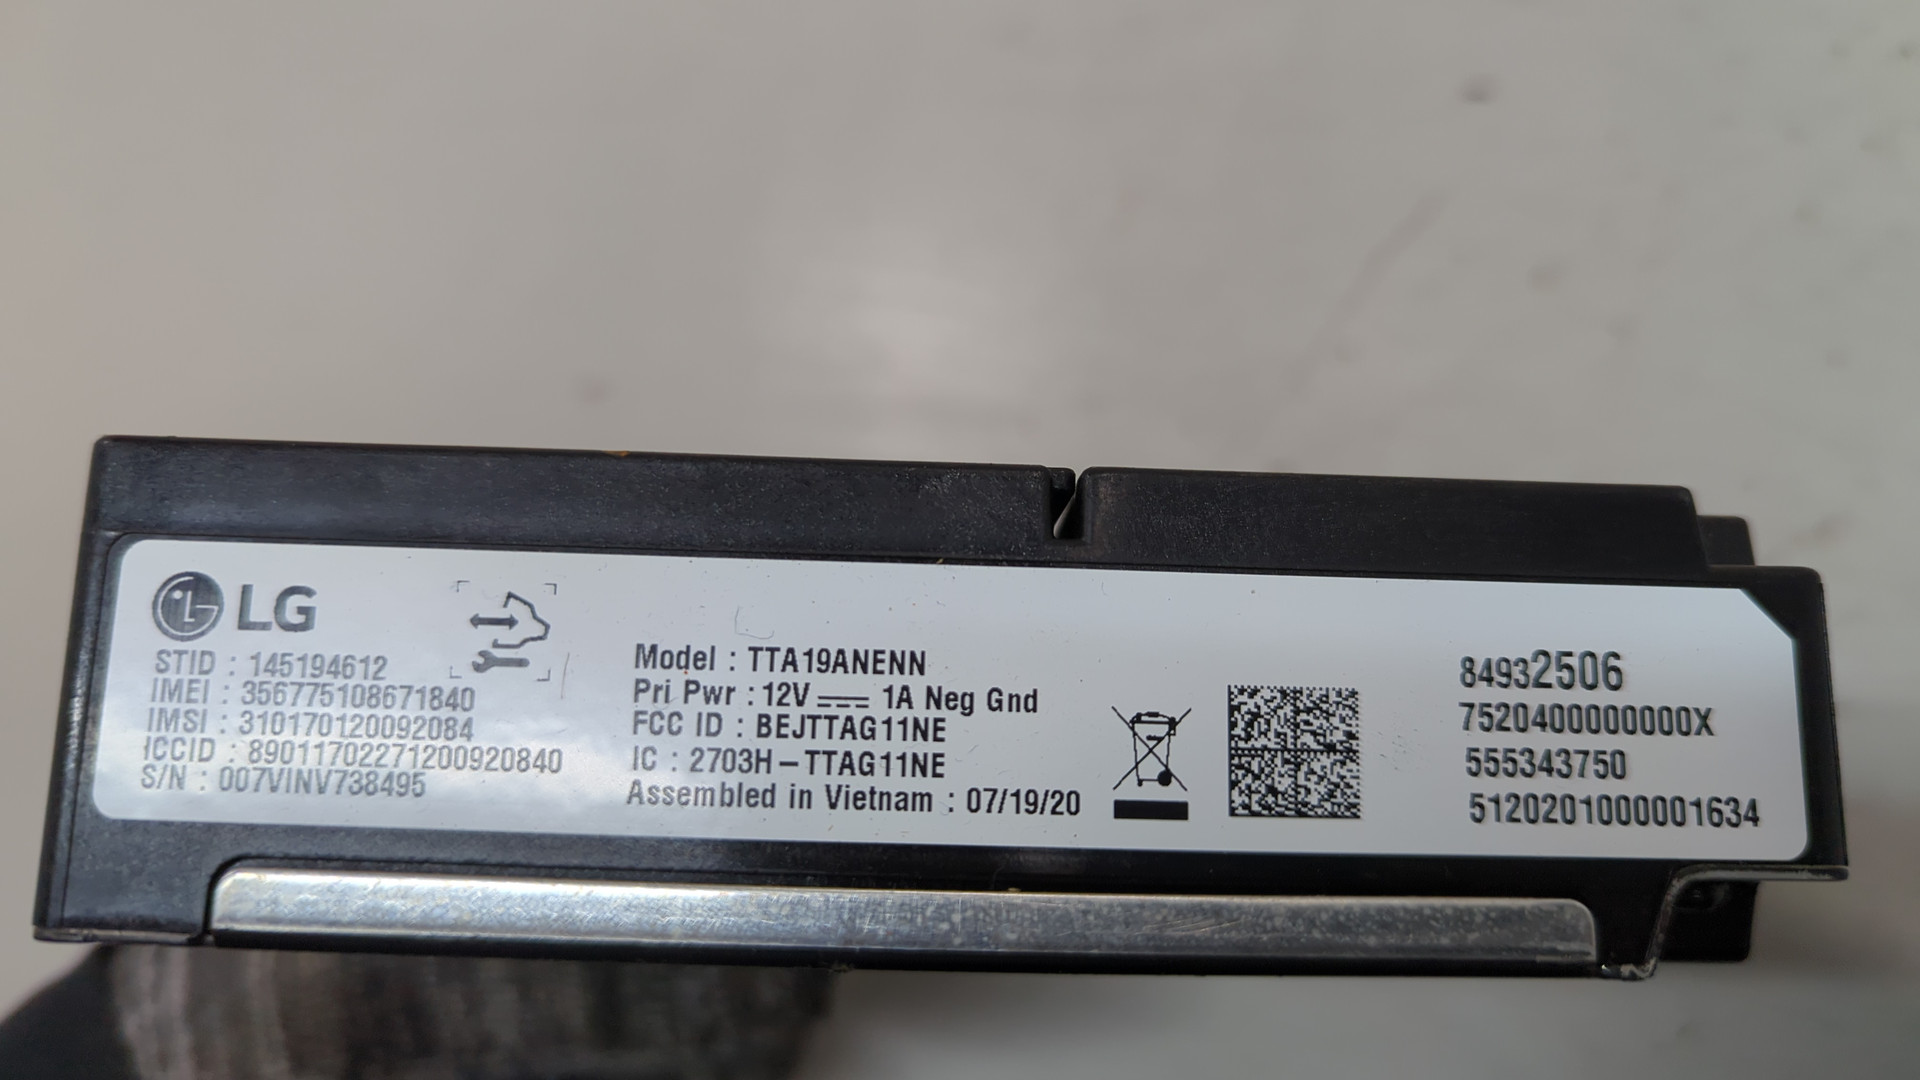 LG
STID : 145194612
IMEI : 356775108671840
IMSI : 310170120092084
ICCID : 89011702271200920840
S/N : 007VINV738495
Model : TTA19ANENN
Pri Pwr : 12V ⎓ 1A Neg Gnd
FCC ID : BEJTTAG11NE
IC : 2703H-TTAG11NE
Assembled in Vietnam : 07/19/20
84932506
7520400000000X
555343750
5120201000001634